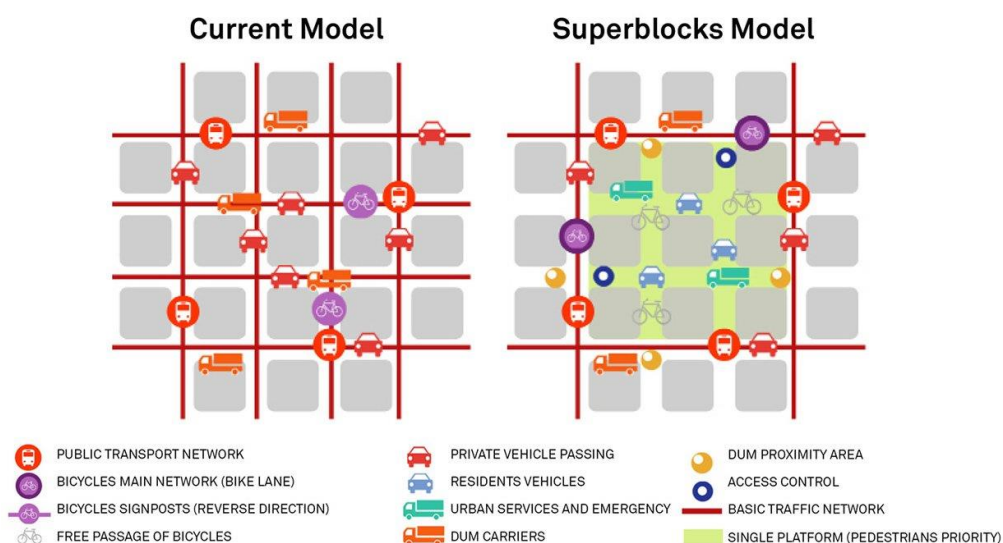 Current Model
Superblocks Model
PUBLIC TRANSPORT NETWORK
BICYCLES MAIN NETWORK (BIKE LANE)
BICYCLES SIGNPOSTS (REVERSE DIRECTION)
FREE PASSAGE OF BICYCLES
PRIVATE VEHICLE PASSING
RESIDENTS VEHICLES
URBAN SERVICES AND EMERGENCY
DUM CARRIERS
DUM PROXIMITY AREA
ACCESS CONTROL
BASIC TRAFFIC NETWORK
SINGLE PLATFORM (PEDESTRIANS PRIORITY)